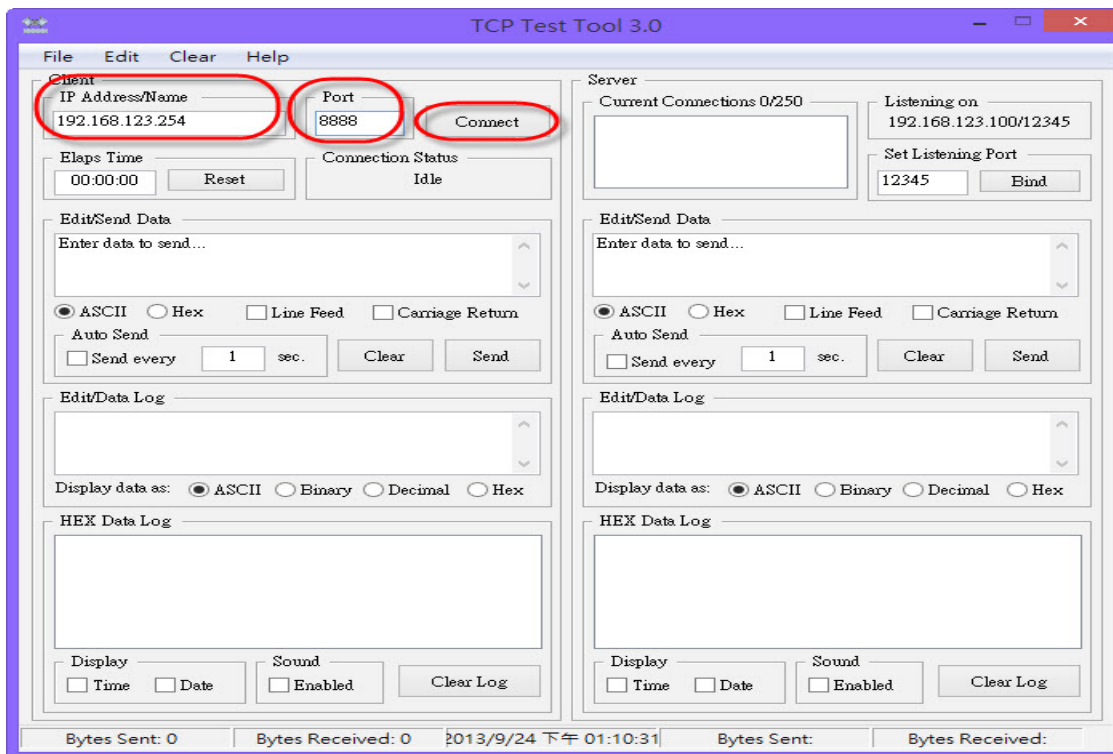 TCP Test Tool 3.0
File Edit Clear Help
Client
IP Address/Name
192.168.123.254
Port
8888
Connect
Elaps Time
00:00:00
Reset
Connection Status
Idle
Edit/Send Data
Enter data to send...
ASCII Hex Line Feed Carriage Return
Auto Send
Send every 1 sec. Clear Send
Edit/Data Log
Display data as: ASCII Binary Decimal Hex
HEX Data Log
Display
Time Date
Sound
Enabled
Clear Log
Server
Current Connections 0/250
Listening on
192.168.123.100/12345
Set Listening Port
12345 Bind
Edit/Send Data
Enter data to send...
ASCII Hex Line Feed Carriage Return
Auto Send
Send every 1 sec. Clear Send
Edit/Data Log
Display data as: ASCII Binary Decimal Hex
HEX Data Log
Display
Time Date
Sound
Enabled
Clear Log
Bytes Sent: 0 Bytes Received: 0 2013/9/24 下午 01:10:31 Bytes Sent: Bytes Received: